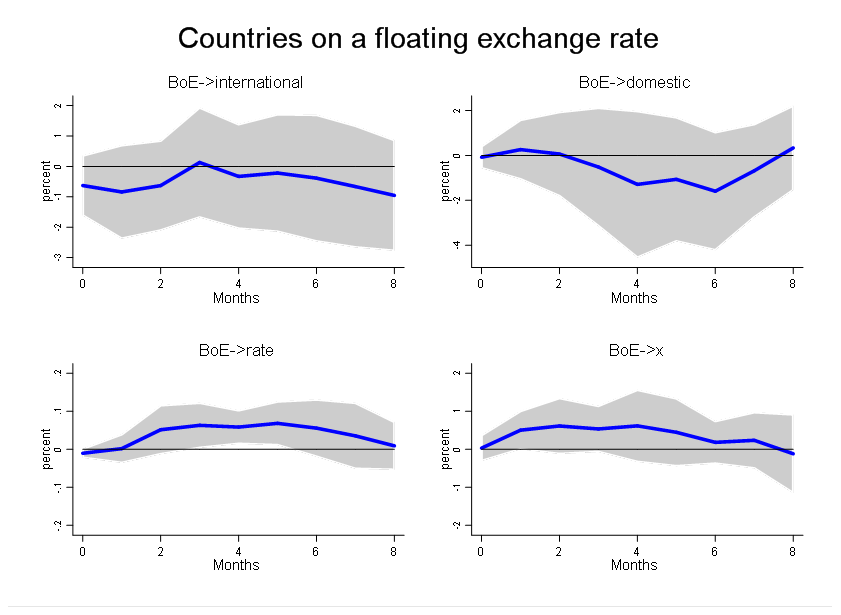 Countries on a floating exchange rate
BoE->international
percent
2
1
0
-1
-2
-3
0 2 4 6 8
Months
BoE->domestic
percent
2
0
-2
-4
0 2 4 6 8
Months
BoE->rate
percent
.2
.1
0
-.1
-.2
0 2 4 6 8
Months
BoE->x
percent
2
1
0
-1
-2
0 2 4 6 8
Months